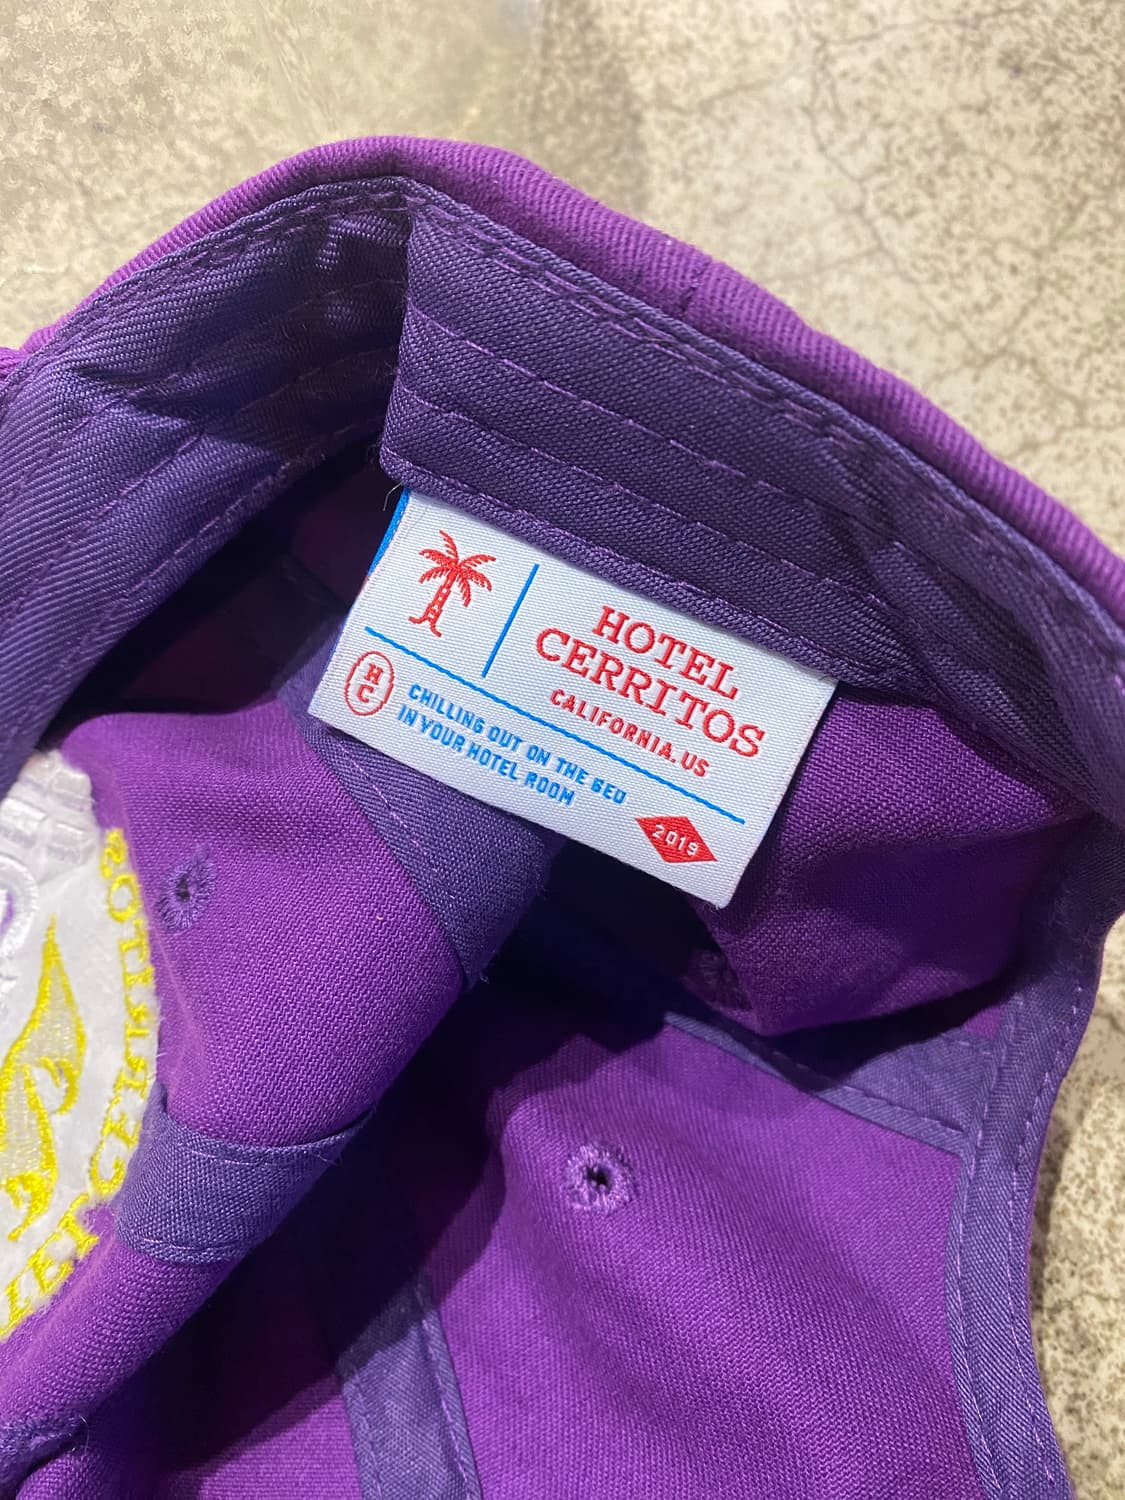 HOTEL
CERRITOS
CALIFORNIA, US
H
C
CHILLING OUT ON THE BED
IN YOUR HOTEL ROOM
2019